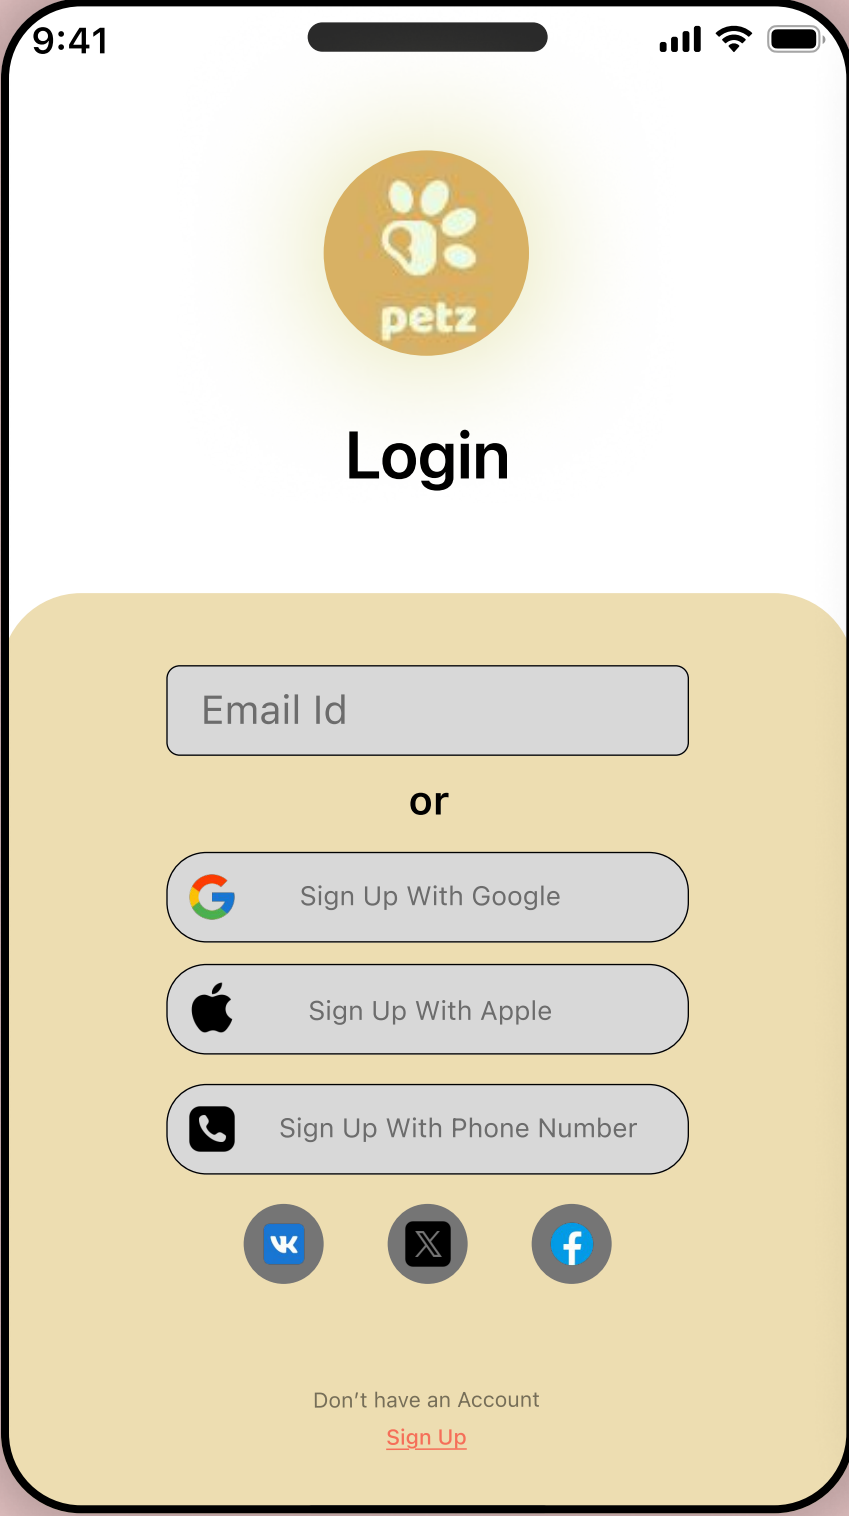 9:41
petz
Login
Email Id
or
Sign Up With Google
Sign Up With Apple
Sign Up With Phone Number
Don’t have an Account
Sign Up